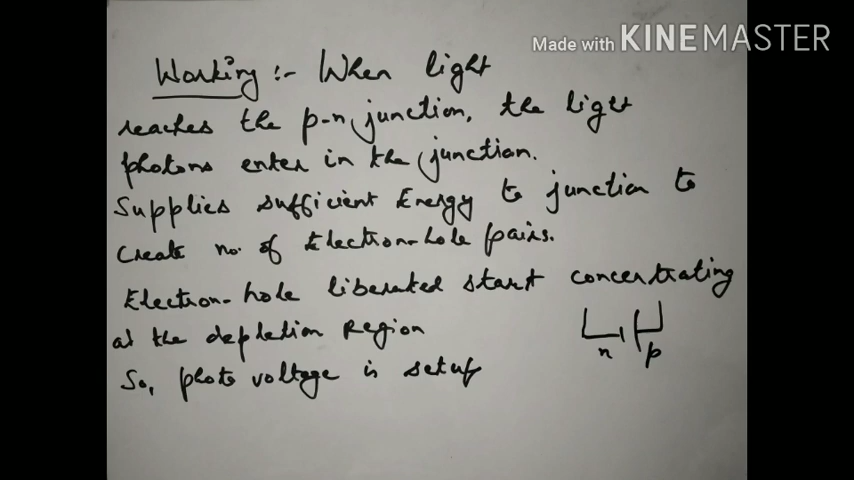 Made with KINEMASTER
Working :- When light
reaches the p-n junction, the light
photons enter in the junction.
Supplies sufficient Energy to junction to
Create no. of Electron-hole pairs.
Electron-hole liberated start concentrating
at the depletion Region
n p
So, photo voltage is setup